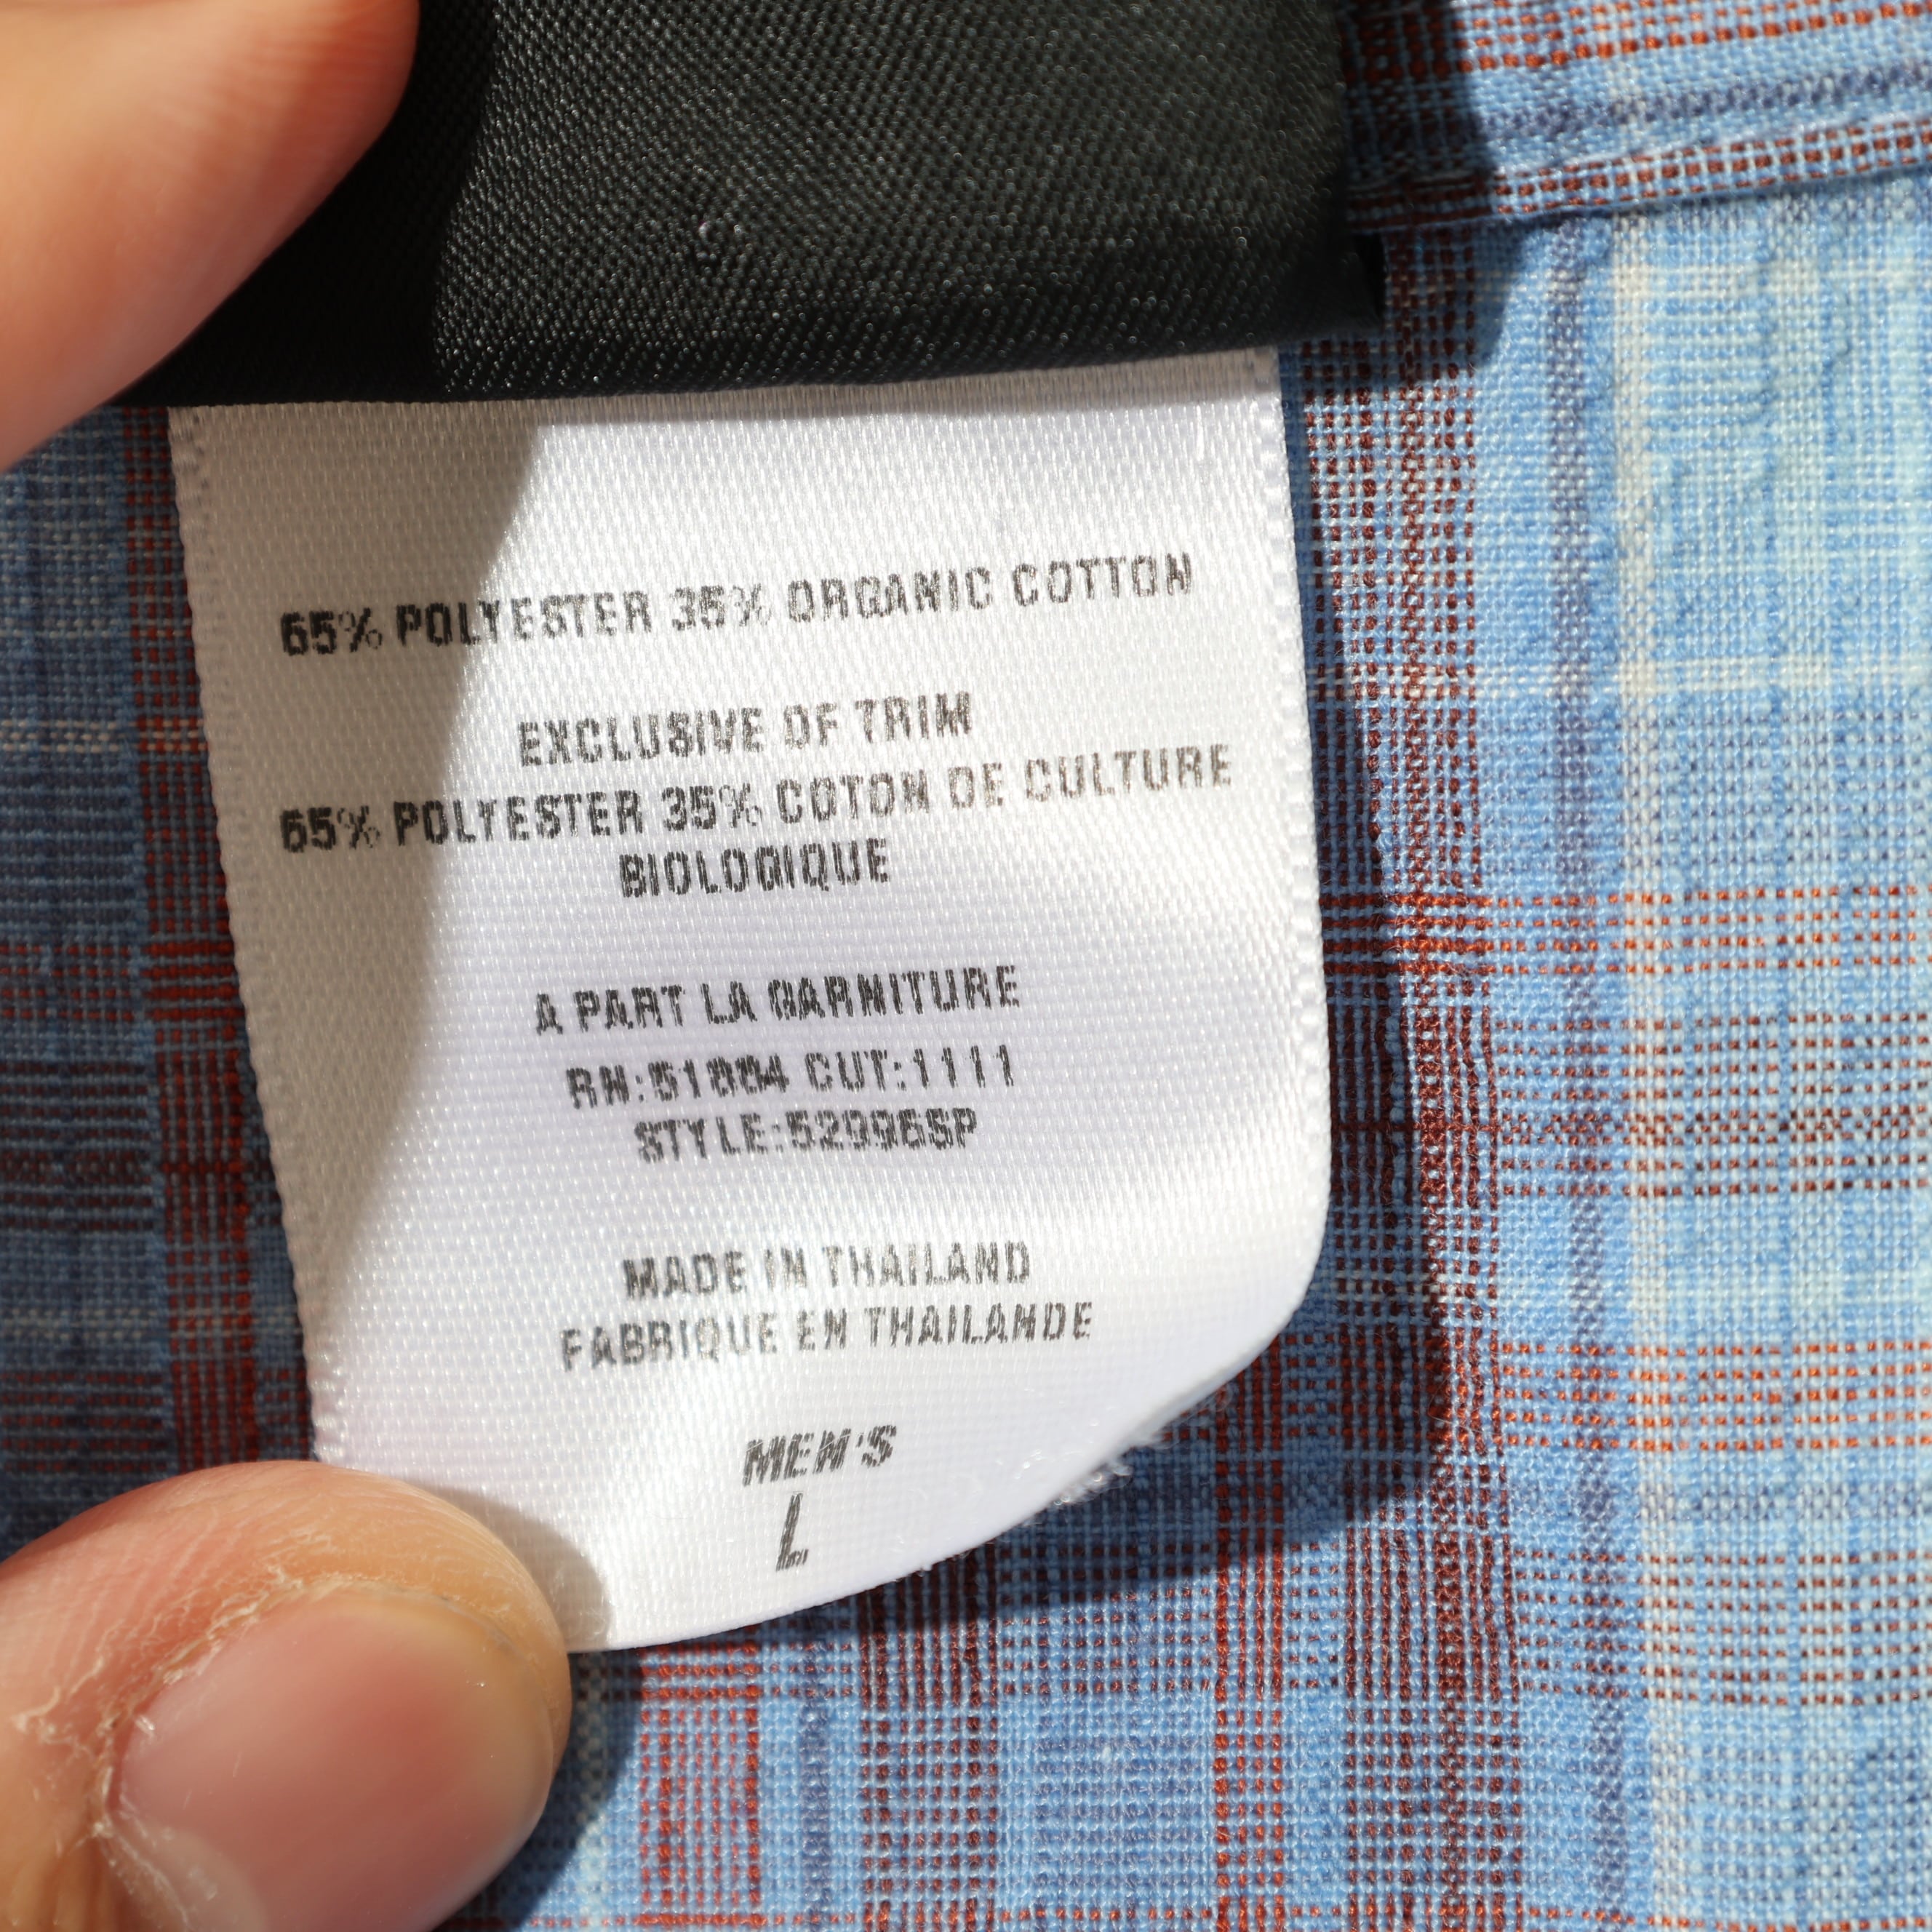 65% POLYESTER 35% ORGANIC COTTON
EXCLUSIVE OF TRIM
65% POLYESTER 35% COTON DE CULTURE
BIOLOGIQUE
A PART LA GARNITURE
RN:51884 CUT:1111
STYLE:52996SP
MADE IN THAILAND
FABRIQUE EN THAILANDE
MEN'S
L